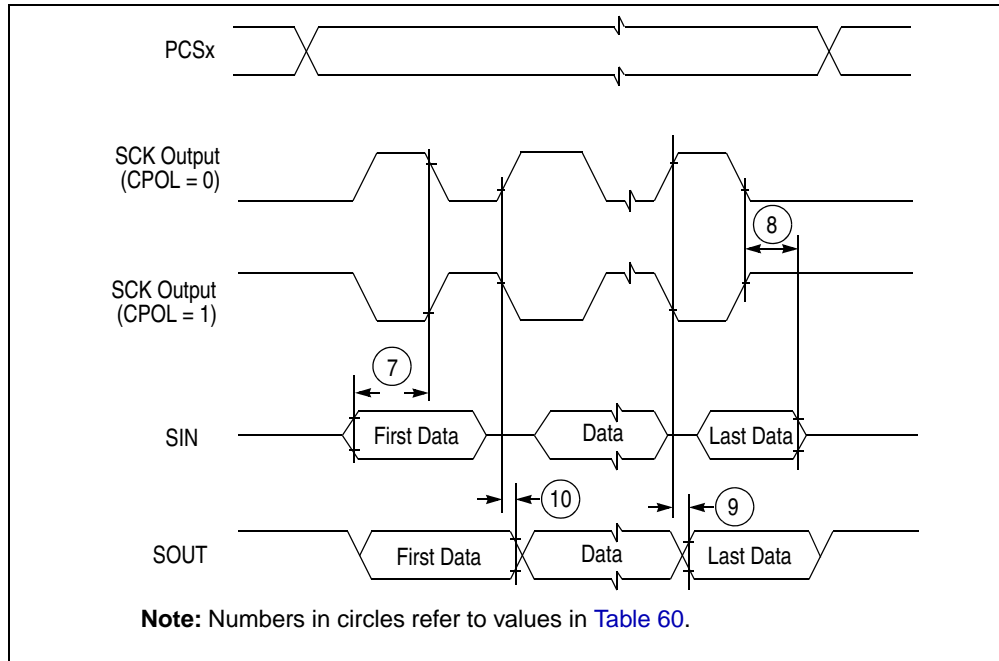 PCSx
SCK Output
(CPOL = 0)
8
SCK Output
(CPOL = 1)
7
SIN
First Data
Data
Last Data
10
9
SOUT
First Data
Data
Last Data
Note: Numbers in circles refer to values in Table 60.